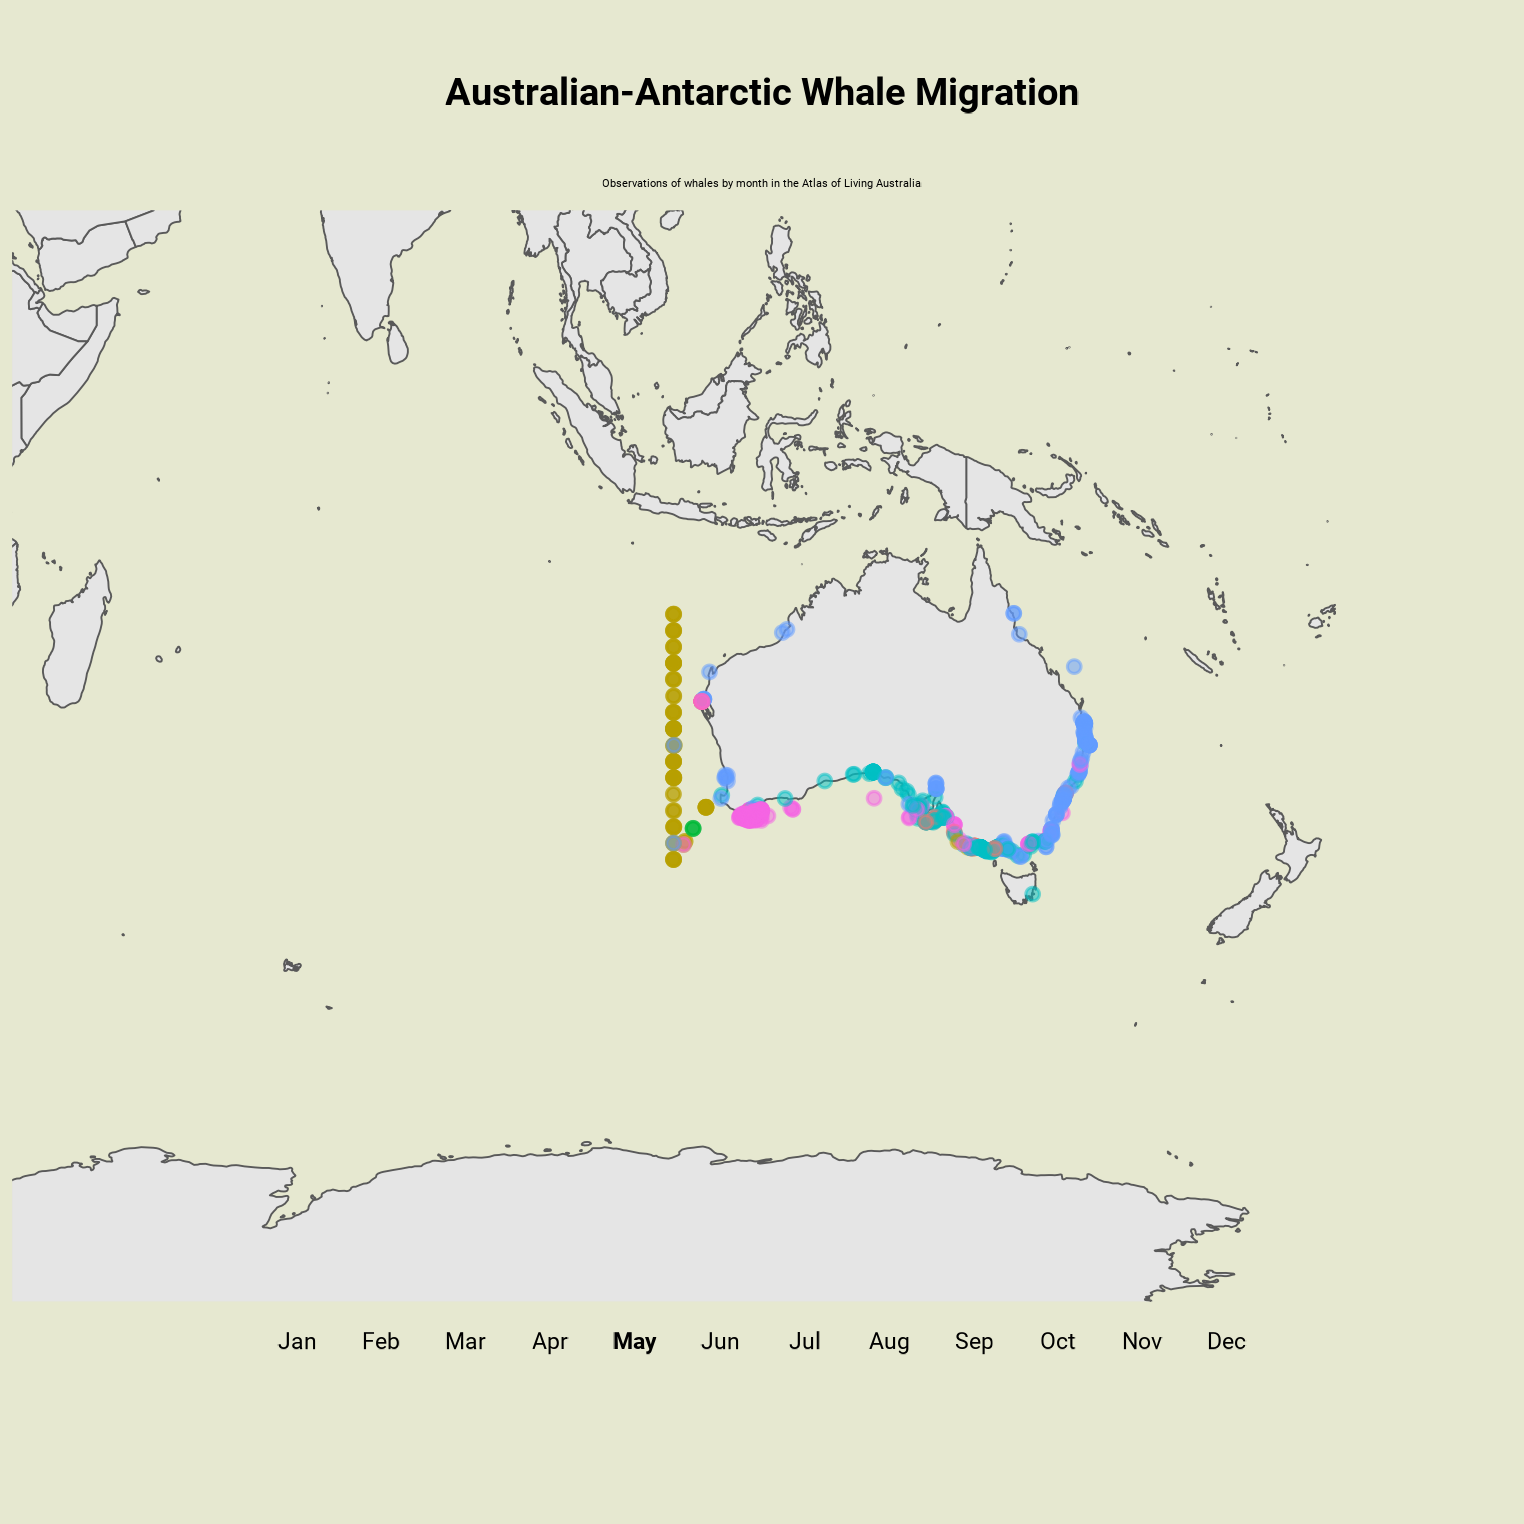 Australian-Antarctic Whale Migration
Observations of whales by month in the Atlas of Living Australia
Jan Feb Mar Apr May Jun Jul Aug Sep Oct Nov Dec